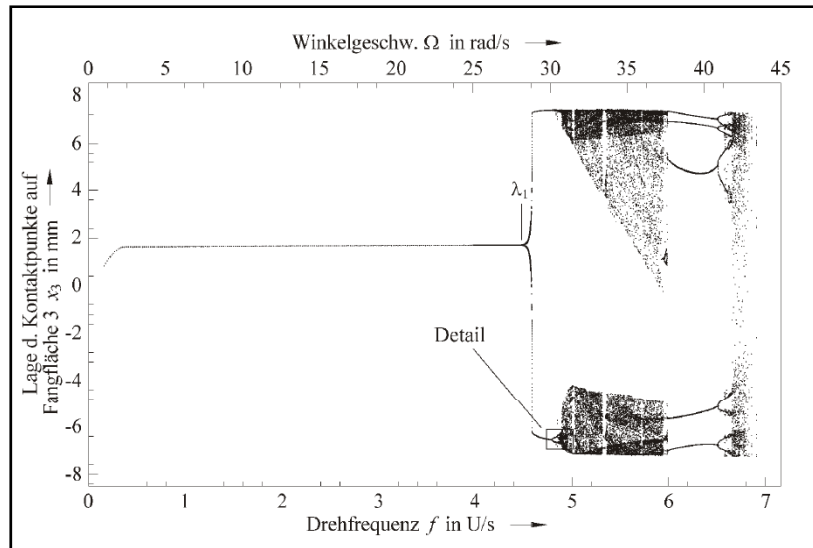 Winkelgeschw. Ω in rad/s
0 5 10 15 20 25 30 35 40 45
8
6
4
2
0
-2
-4
-6
-8
Lage d. Kontaktpunkte auf
Fangfläche 3 x₃ in mm
λ₁
Detail
0 1 2 3 4 5 6 7
Drehfrequenz f in U/s